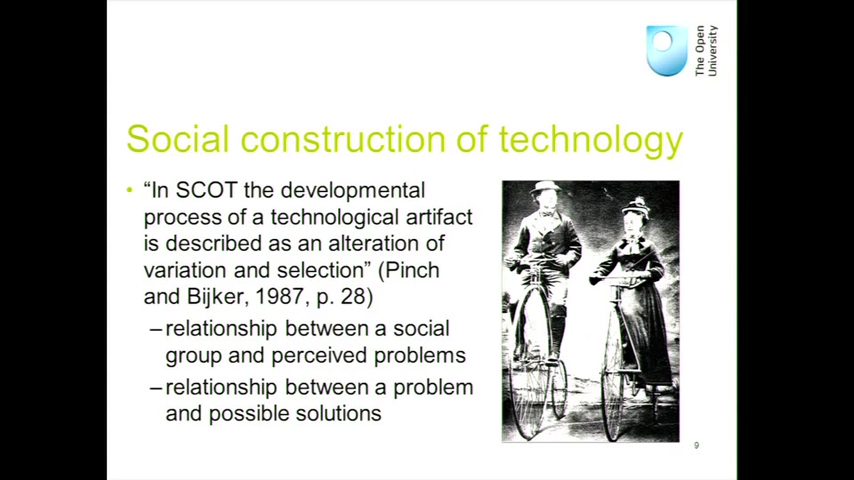 The Open
University
Social construction of technology
• “In SCOT the developmental
process of a technological artifact
is described as an alteration of
variation and selection” (Pinch
and Bijker, 1987, p. 28)
–relationship between a social
group and perceived problems
–relationship between a problem
and possible solutions
9